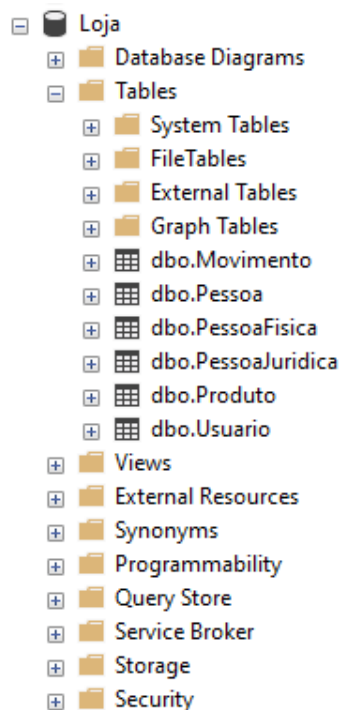 Loja
Database Diagrams
Tables
System Tables
FileTables
External Tables
Graph Tables
dbo.Movimento
dbo.Pessoa
dbo.PessoaFisica
dbo.PessoaJuridica
dbo.Produto
dbo.Usuario
Views
External Resources
Synonyms
Programmability
Query Store
Service Broker
Storage
Security